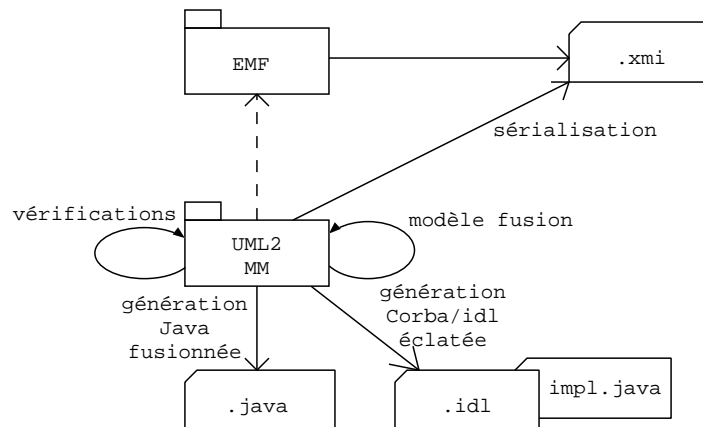 EMF
.xmi
sérialisation
vérifications
modèle fusion
UML2
MM
génération
Java
fusionnée
génération
Corba/idl
éclatée
.java
.idl
impl.java